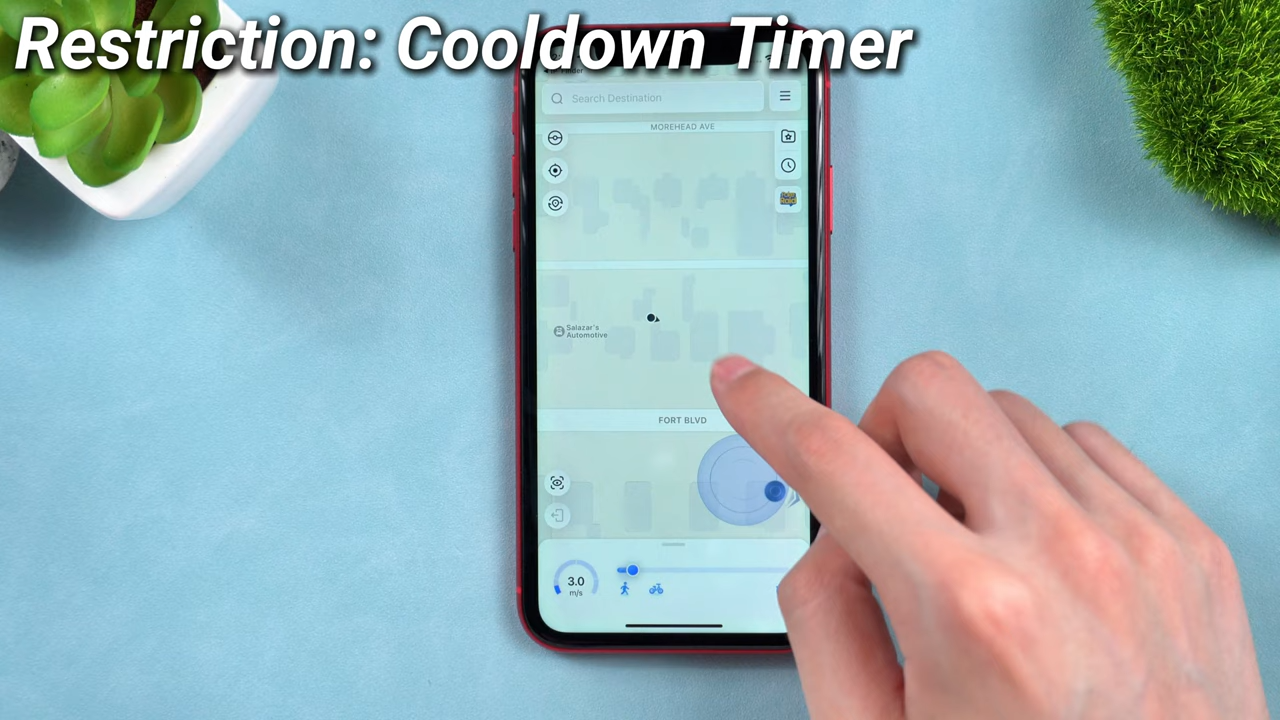 Restriction: Cooldown Timer
Search Destination
MOREHEAD AVE
Salazar's
Automotive
FORT BLVD
3.0
m/s